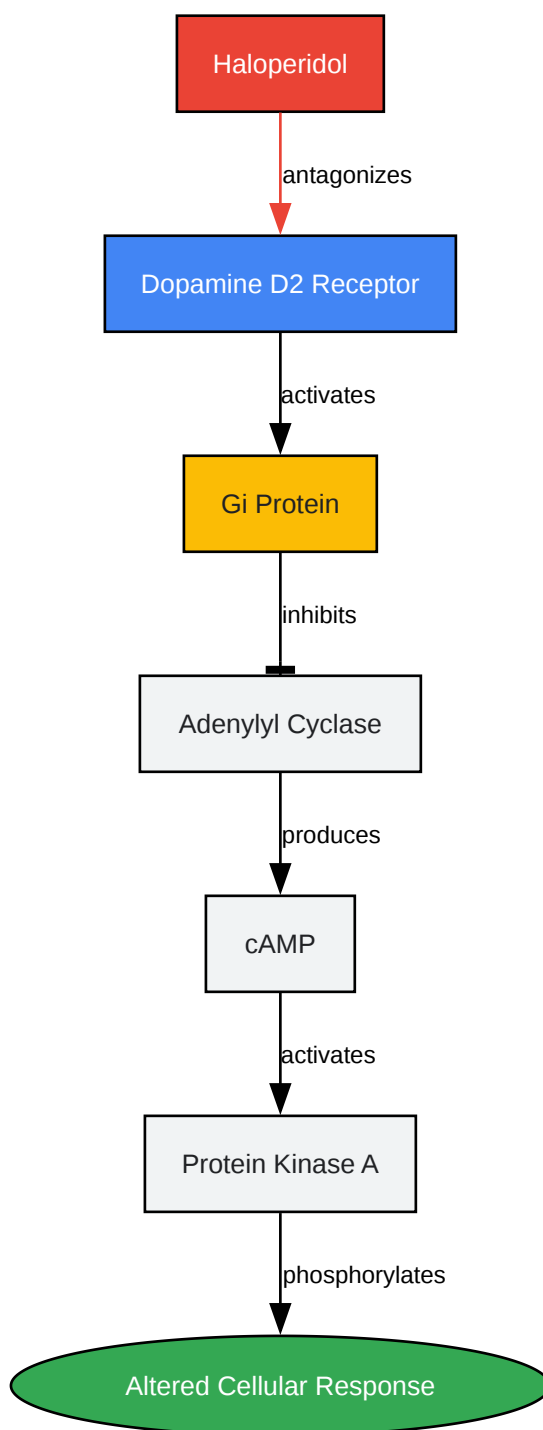 Haloperidol
antagonizes
Dopamine D2 Receptor
activates
Gi Protein
inhibits
Adenylyl Cyclase
produces
cAMP
activates
Protein Kinase A
phosphorylates
Altered Cellular Response